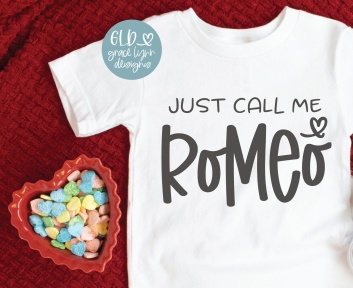 GLD
grace lynn
designs
JUST CALL ME
ROMEO